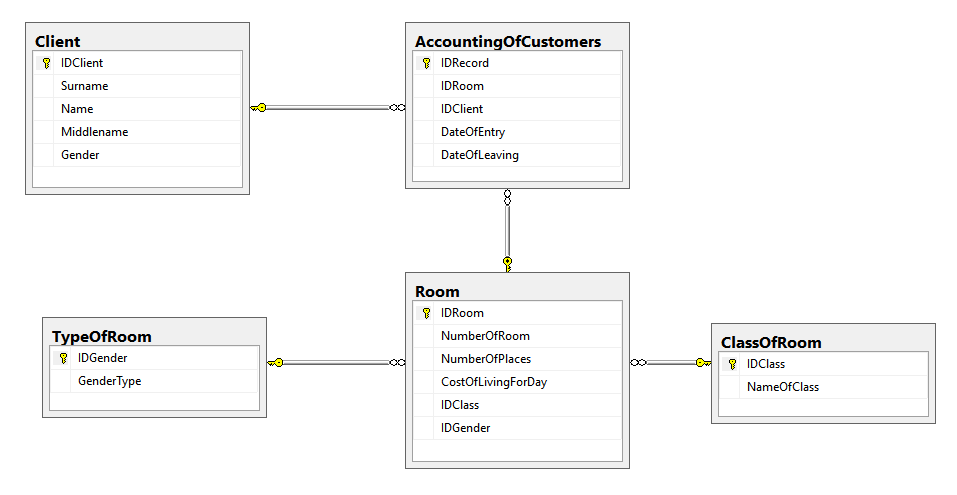 Client
IDClient
Surname
Name
Middlename
Gender
AccountingOfCustomers
IDRecord
IDRoom
IDClient
DateOfEntry
DateOfLeaving
TypeOfRoom
IDGender
GenderType
Room
IDRoom
NumberOfRoom
NumberOfPlaces
CostOfLivingForDay
IDClass
IDGender
ClassOfRoom
IDClass
NameOfClass